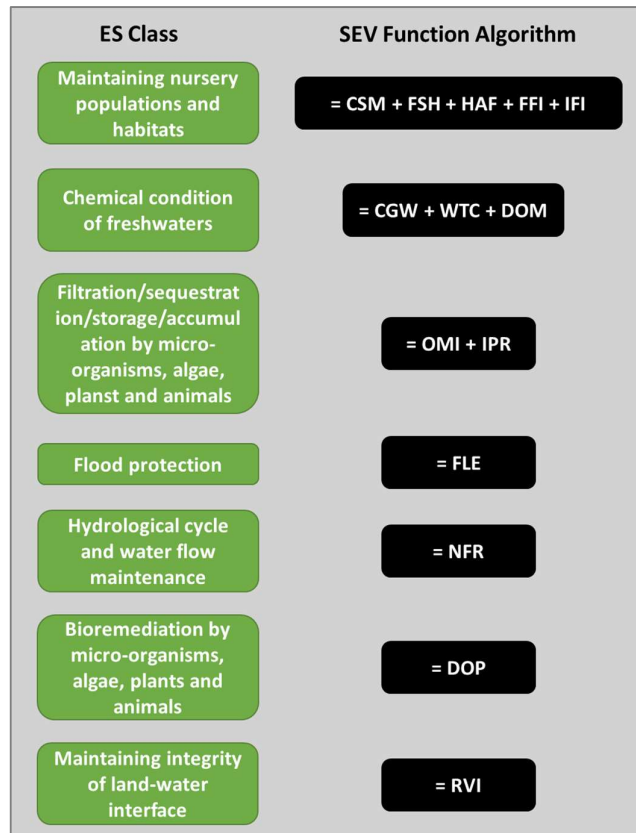 ES Class
SEV Function Algorithm
Maintaining nursery
populations and
habitats
= CSM + FSH + HAF + FFI + IFI
Chemical condition
of freshwaters
= CGW + WTC + DOM
Filtration/sequestrat
ion/storage/accumul
ation by micro-
organisms, algae,
planst and animals
= OMI + IPR
Flood protection
= FLE
Hydrological cycle
and water flow
maintenance
= NFR
Bioremediation by
micro-organisms,
algae, plants and
animals
= DOP
Maintaining integrity
of land-water
interface
= RVI